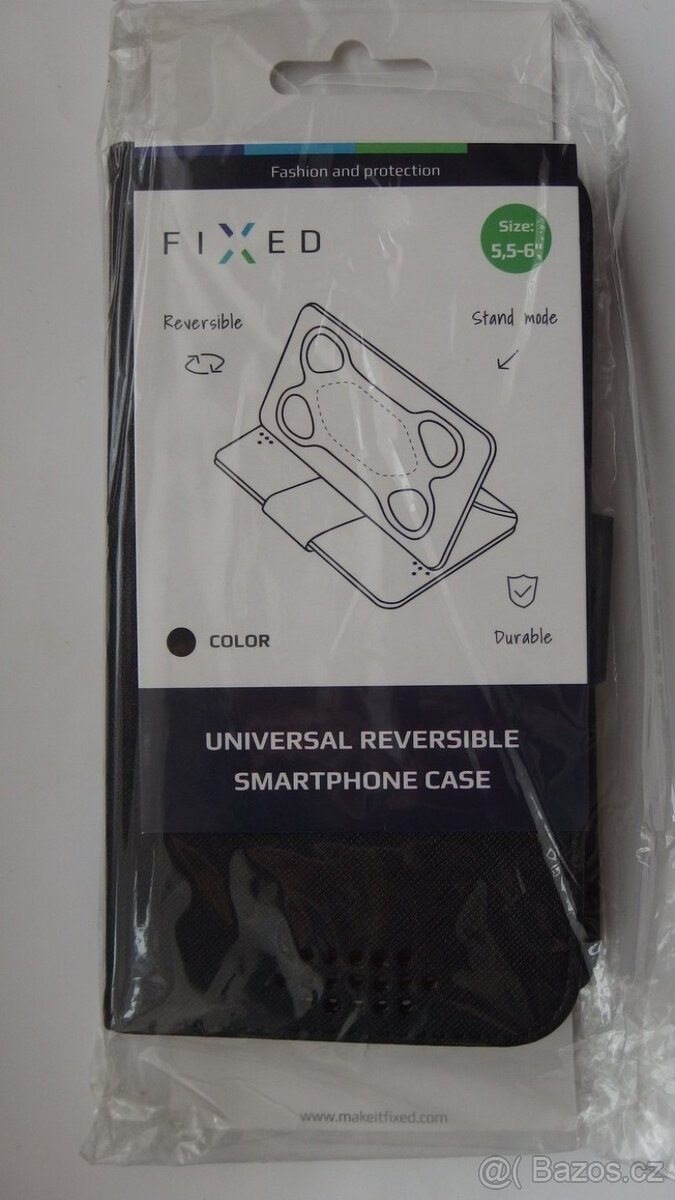 Fashion and protection
FIXED
Size:
5,5-6"
Reversible
Stand mode
COLOR
Durable
UNIVERSAL REVERSIBLE
SMARTPHONE CASE
www.makeitfixed.com
@( Bazos.cz